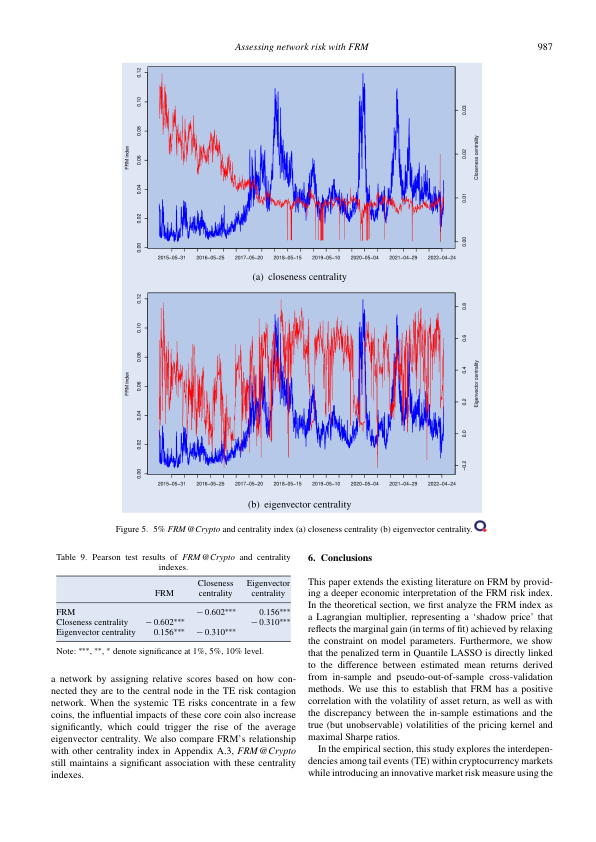 Assessing network risk with FRM
987
0.12
0.10
0.08
0.06
0.04
0.02
0.00
FRM index
0.03
0.02
0.01
0.00
Closeness centrality
2015-05-31 2016-05-25 2017-05-20 2018-05-15 2019-05-10 2020-05-04 2021-04-29 2022-04-24
(a) closeness centrality
0.12
0.10
0.08
0.06
0.04
0.02
0.00
FRM index
0.8
0.6
0.4
0.2
0.0
-0.2
Eigenvector centrality
2015-05-31 2016-05-25 2017-05-20 2018-05-15 2019-05-10 2020-05-04 2021-04-29 2022-04-24
(b) eigenvector centrality
Figure 5. 5% FRM@Crypto and centrality index (a) closeness centrality (b) eigenvector centrality.
Table 9. Pearson test results of FRM@Crypto and centrality
indexes.
Closeness Eigenvector
FRM centrality centrality
FRM − 0.602*** 0.156***
Closeness centrality − 0.602*** − 0.310***
Eigenvector centrality 0.156*** − 0.310***
Note: ***, **, * denote significance at 1%, 5%, 10% level.
a network by assigning relative scores based on how con-
nected they are to the central node in the TE risk contagion
network. When the systemic TE risks concentrate in a few
coins, the influential impacts of these core coin also increase
significantly, which could trigger the rise of the average
eigenvector centrality. We also compare FRM's relationship
with other centrality index in Appendix A.3, FRM@Crypto
still maintains a significant association with these centrality
indexes.
6. Conclusions
This paper extends the existing literature on FRM by provid-
ing a deeper economic interpretation of the FRM risk index.
In the theoretical section, we first analyze the FRM index as
a Lagrangian multiplier, representing a 'shadow price' that
reflects the marginal gain (in terms of fit) achieved by relaxing
the constraint on model parameters. Furthermore, we show
that the penalized term in Quantile LASSO is directly linked
to the difference between estimated mean returns derived
from in-sample and pseudo-out-of-sample cross-validation
methods. We use this to establish that FRM has a positive
correlation with the volatility of asset return, as well as with
the discrepancy between the in-sample estimations and the
true (but unobservable) volatilities of the pricing kernel and
maximal Sharpe ratios.
In the empirical section, this study explores the interdepen-
dencies among tail events (TE) within cryptocurrency markets
while introducing an innovative market risk measure using the